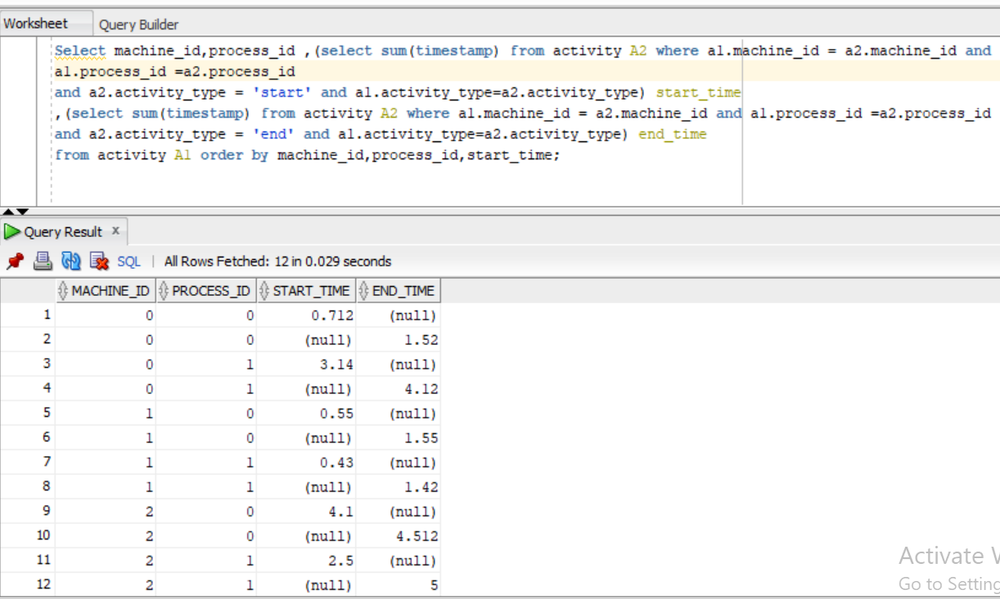 Worksheet Query Builder
Select machine_id,process_id ,(select sum(timestamp) from activity A2 where a1.machine_id = a2.machine_id and
a1.process_id =a2.process_id
and a2.activity_type = 'start' and a1.activity_type=a2.activity_type) start_time
,(select sum(timestamp) from activity A2 where a1.machine_id = a2.machine_id and a1.process_id =a2.process_id
and a2.activity_type = 'end' and a1.activity_type=a2.activity_type) end_time
from activity A1 order by machine_id,process_id,start_time;
Query Result x
SQL | All Rows Fetched: 12 in 0.029 seconds
MACHINE_ID PROCESS_ID START_TIME END_TIME
1 0 0 0.712 (null)
2 0 0 (null) 1.52
3 0 1 3.14 (null)
4 0 1 (null) 4.12
5 1 0 0.55 (null)
6 1 0 (null) 1.55
7 1 1 0.43 (null)
8 1 1 (null) 1.42
9 2 0 4.1 (null)
10 2 0 (null) 4.512
11 2 1 2.5 (null)
12 2 1 (null) 5
Activate
Go to Setting